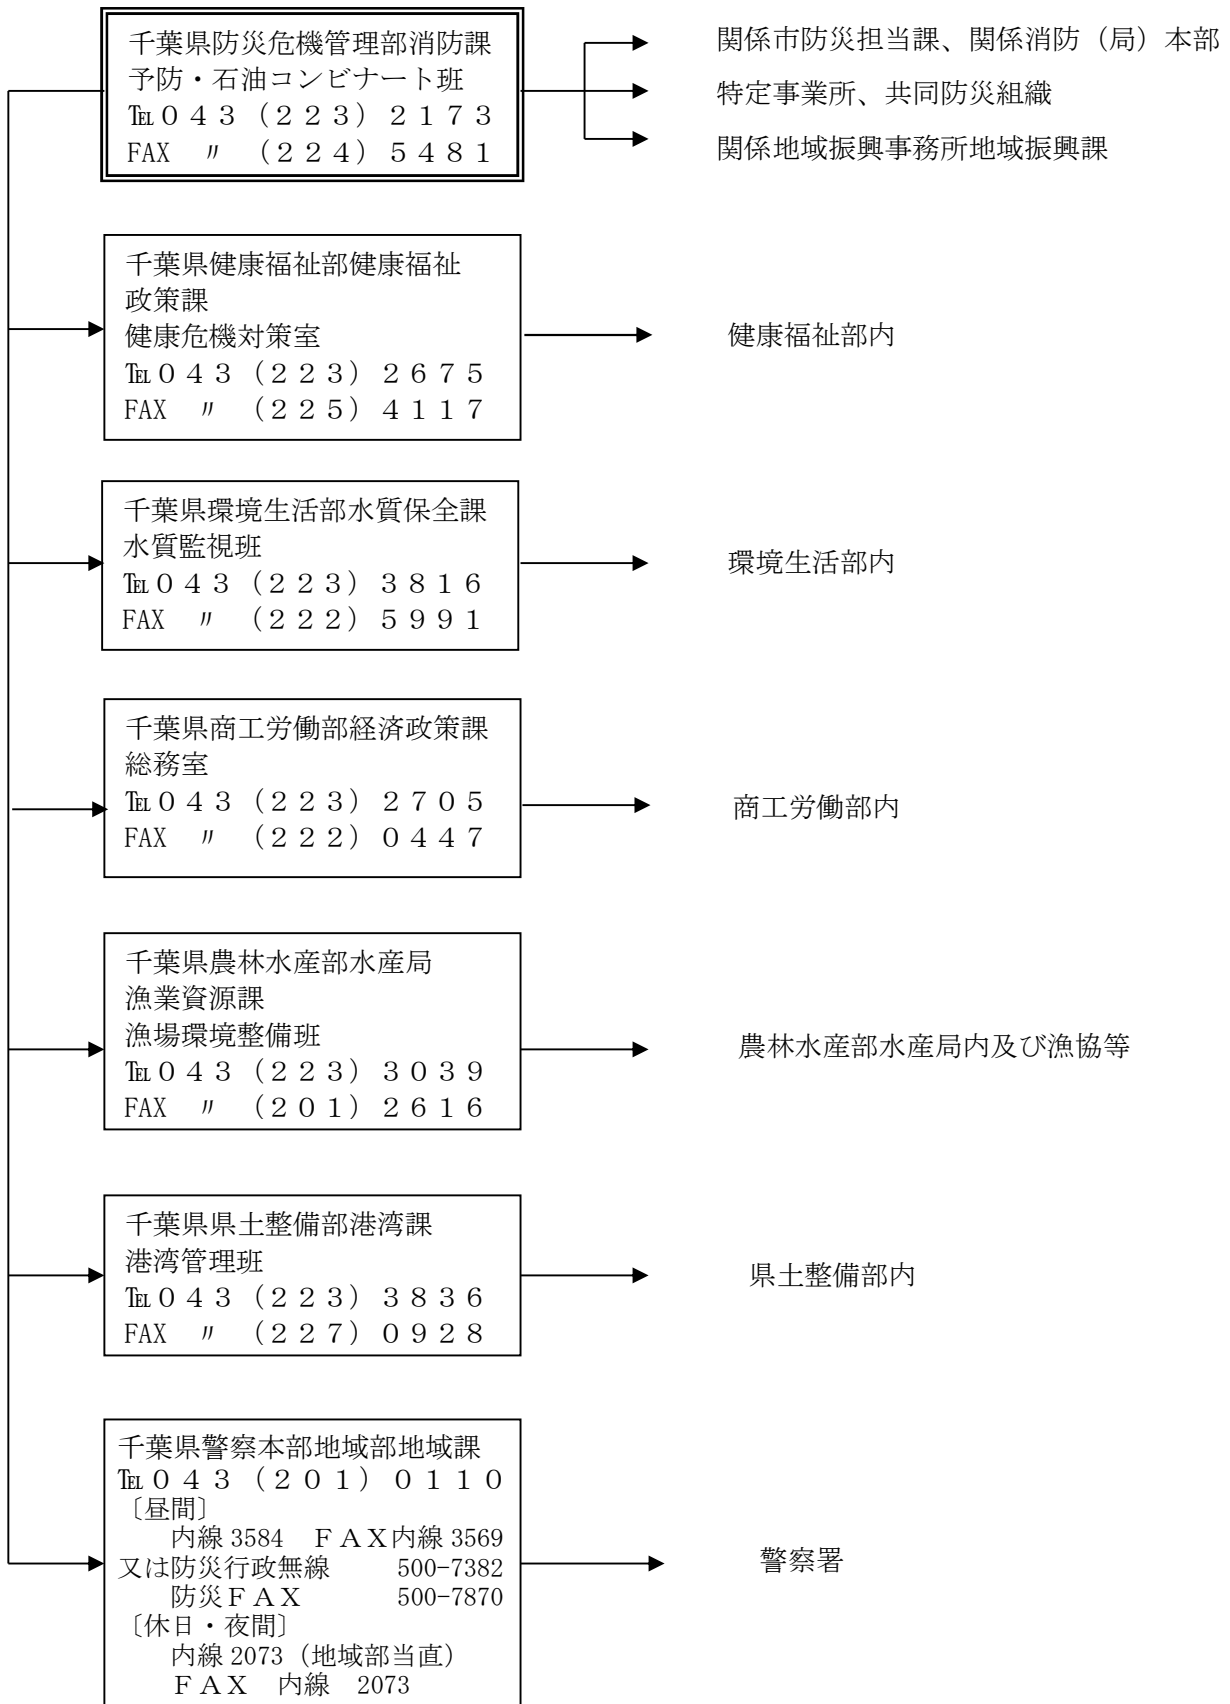 千葉県防災危機管理部消防課
予防・石油コンビナート班
℡０４３（２２３）２１７３
FAX 〃 （２２４）５４８１
関係市防災担当課、関係消防（局）本部
特定事業所、共同防災組織
関係地域振興事務所地域振興課
千葉県健康福祉部健康福祉
政策課
健康危機対策室
℡０４３（２２３）２６７５
FAX 〃 （２２５）４１１７
健康福祉部内
千葉県環境生活部水質保全課
水質監視班
℡０４３（２２３）３８１６
FAX 〃 （２２２）５９９１
環境生活部内
千葉県商工労働部経済政策課
総務室
℡０４３（２２３）２７０５
FAX 〃 （２２２）０４４７
商工労働部内
千葉県農林水産部水産局
漁業資源課
漁場環境整備班
℡０４３（２２３）３０３９
FAX 〃 （２０１）２６１６
農林水産部水産局内及び漁協等
千葉県県土整備部港湾課
港湾管理班
℡０４３（２２３）３８３６
FAX 〃 （２２７）０９２８
県土整備部内
千葉県警察本部地域部地域課
℡０４３（２０１）０１１０
〔昼間〕
内線 3584 ＦＡＸ内線 3569
又は防災行政無線 500-7382
防災ＦＡＸ 500-7870
〔休日・夜間〕
内線 2073（地域部当直）
ＦＡＸ 内線 2073
警察署